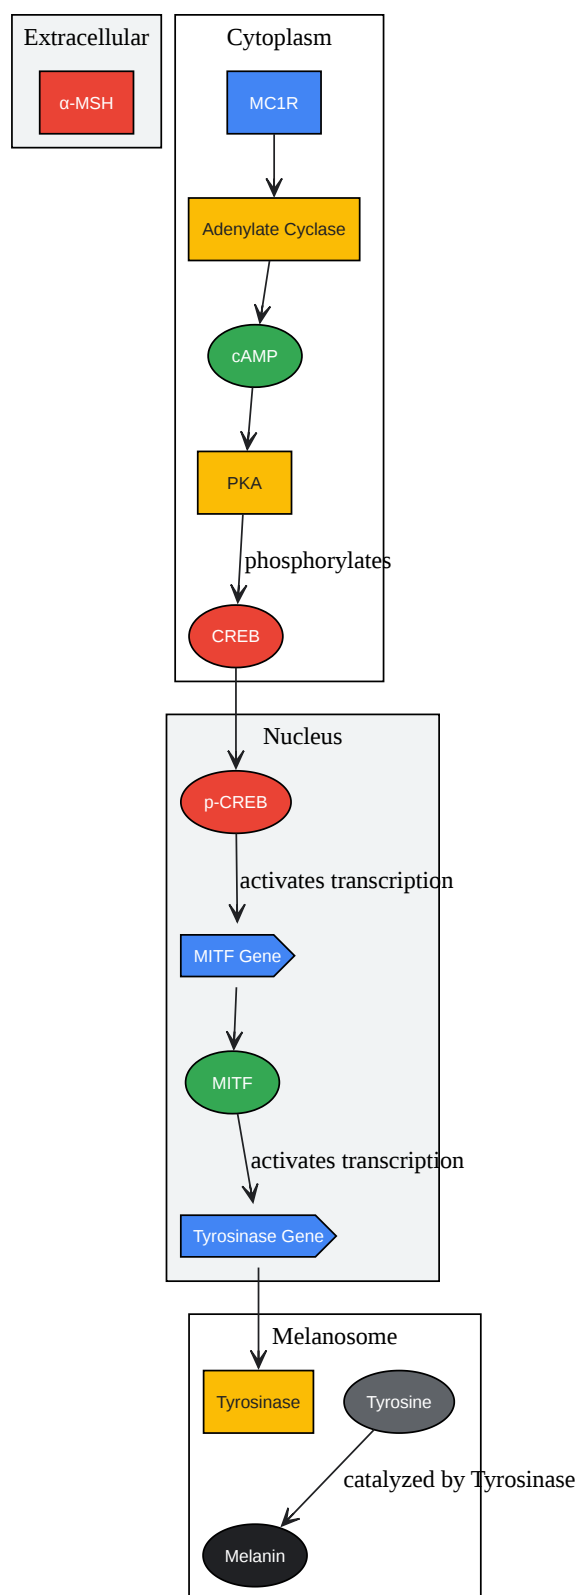 Extracellular
α-MSH
Cytoplasm
MC1R
Adenylate Cyclase
cAMP
PKA
phosphorylates
CREB
Nucleus
p-CREB
activates transcription
MITF Gene
MITF
activates transcription
Tyrosinase Gene
Melanosome
Tyrosinase
Tyrosine
catalyzed by Tyrosinase
Melanin